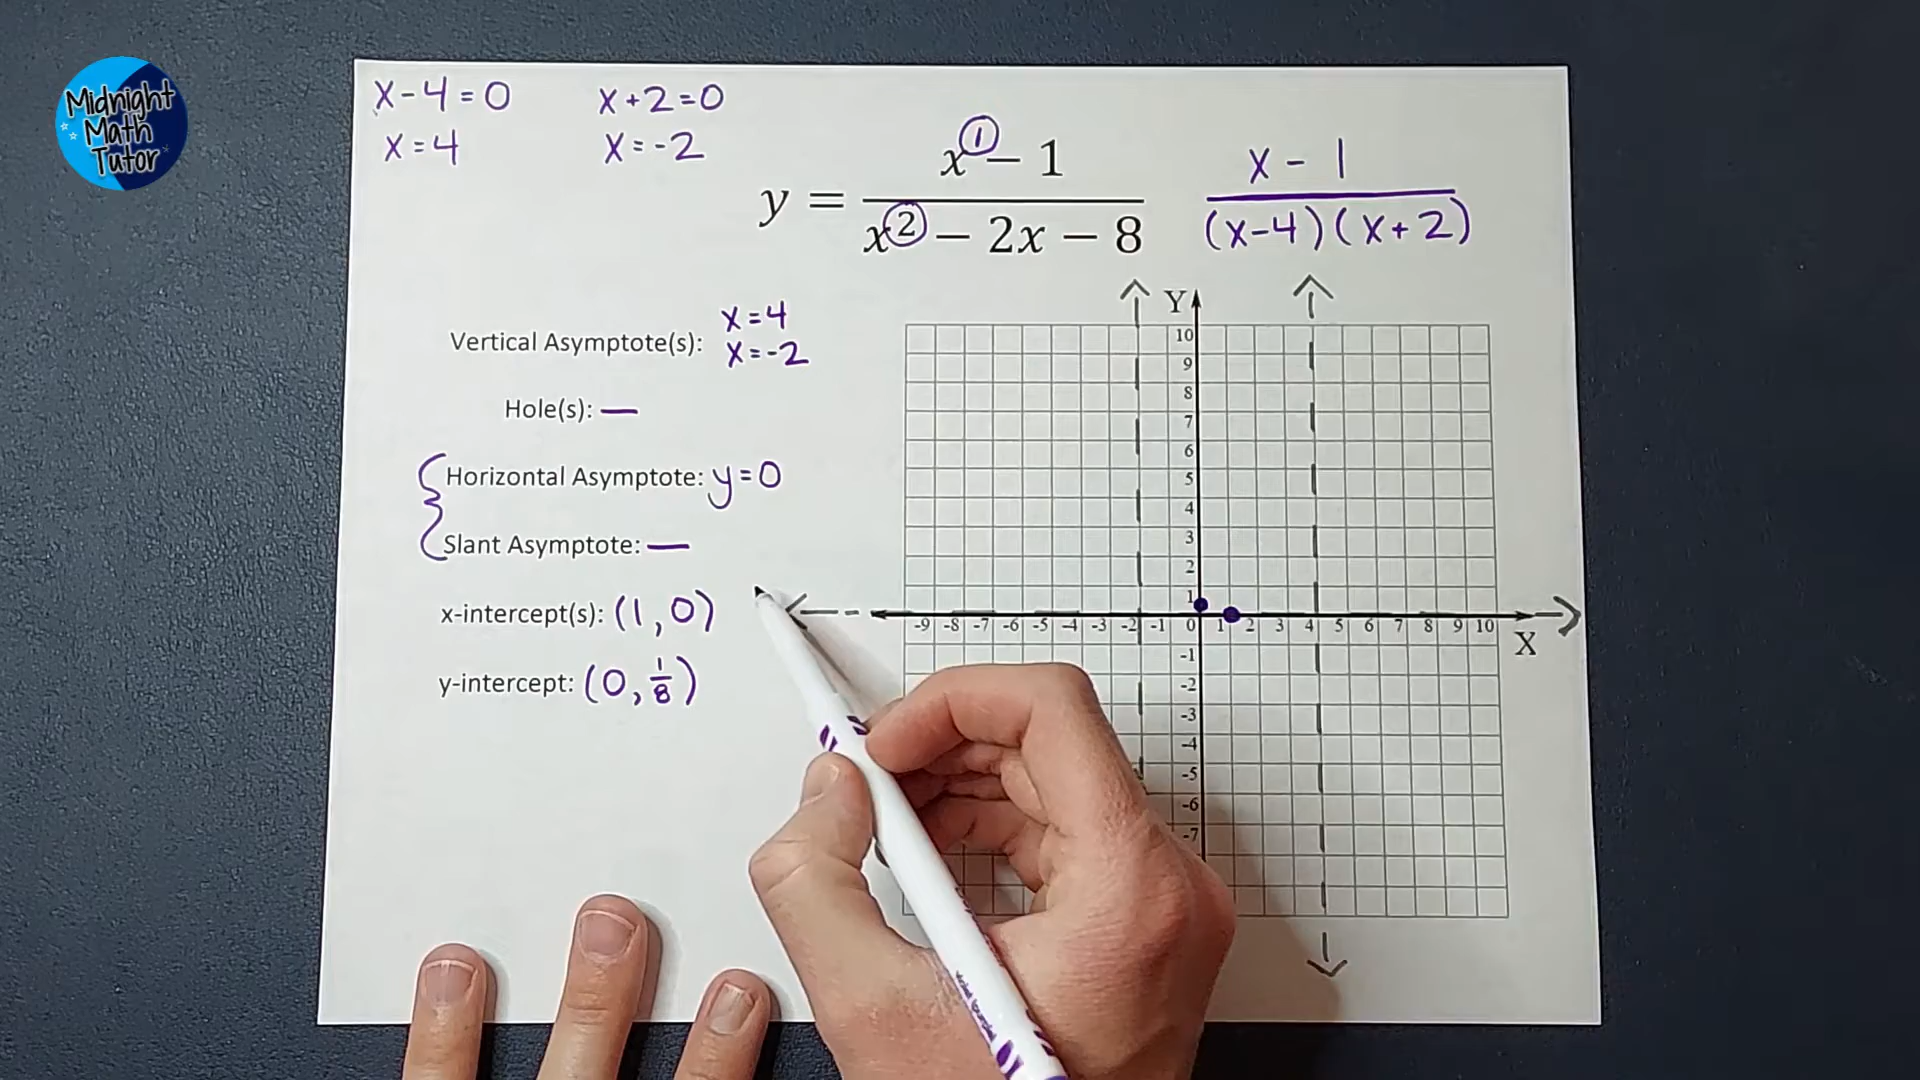 Midnight
Math
Tutor
x-4=0 x+2=0
x=4 x=-2
y = x^① - 1 / x^② - 2x - 8
x - 1 / (x-4)(x+2)
Vertical Asymptote(s): x=4
x=-2
Hole(s): —
Horizontal Asymptote: y=0
Slant Asymptote: —
x-intercept(s): (1,0)
y-intercept: (0, 1/8)
Y
10
9
8
7
6
5
4
3
2
1
-9 -8 -7 -6 -5 -4 -3 -2 -1 0 1 2 3 4 5 6 7 8 9 10
X
-1
-2
-3
-4
-5
-6
-7